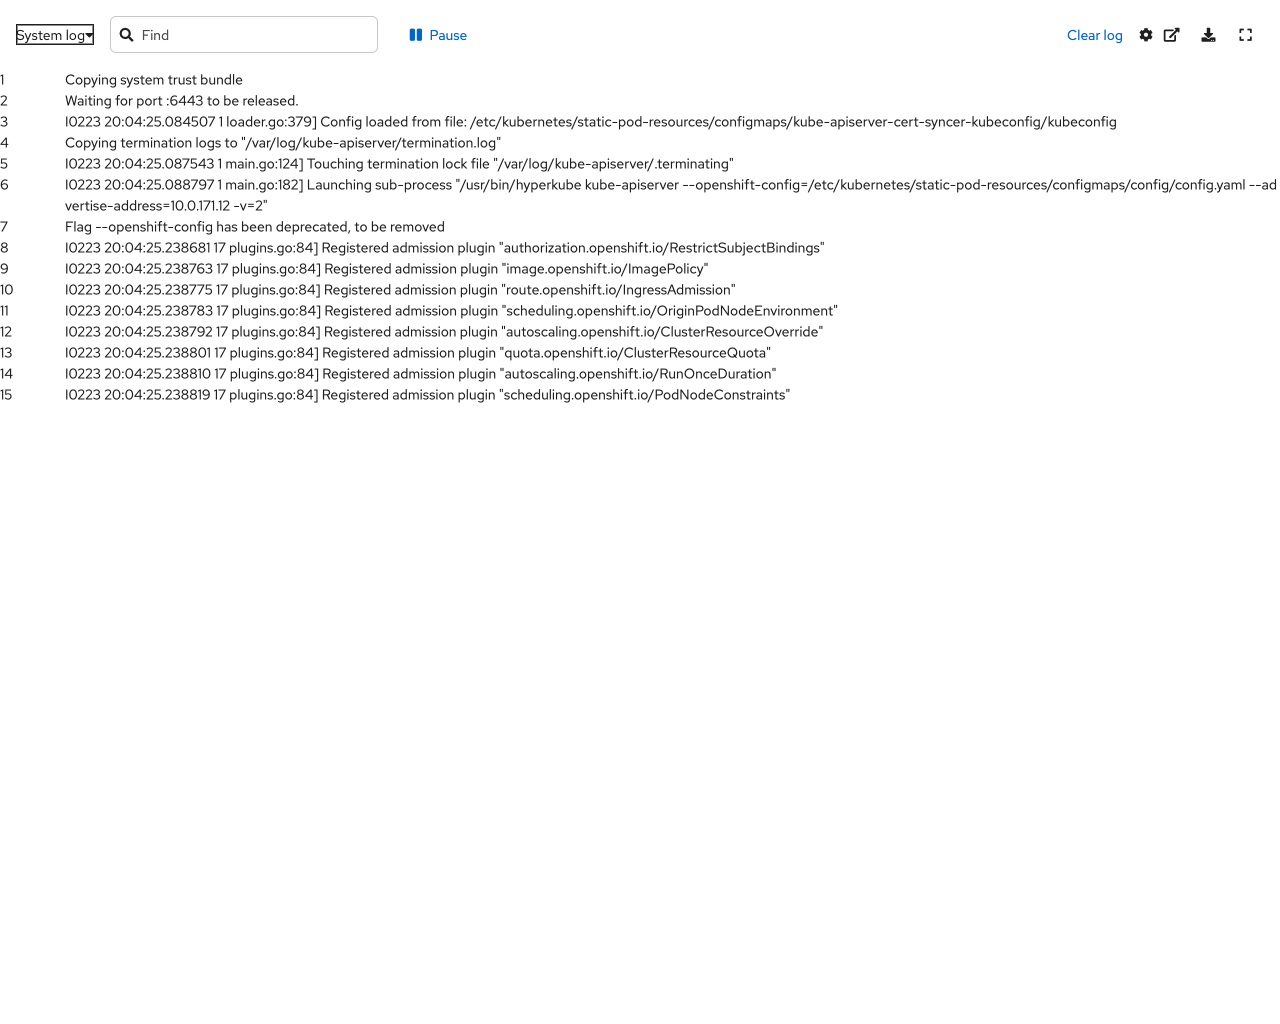 System log
Find
Pause
Clear log
1 Copying system trust bundle
2 Waiting for port :6443 to be released.
3 I0223 20:04:25.084507 1 loader.go:379] Config loaded from file: /etc/kubernetes/static-pod-resources/configmaps/kube-apiserver-cert-syncer-kubeconfig/kubeconfig
4 Copying termination logs to "/var/log/kube-apiserver/termination.log"
5 I0223 20:04:25.087543 1 main.go:124] Touching termination lock file "/var/log/kube-apiserver/.terminating"
6 I0223 20:04:25.088797 1 main.go:182] Launching sub-process "/usr/bin/hyperkube kube-apiserver --openshift-config=/etc/kubernetes/static-pod-resources/configmaps/config/config.yaml --ad
vertise-address=10.0.171.12 -v=2"
7 Flag --openshift-config has been deprecated, to be removed
8 I0223 20:04:25.238681 17 plugins.go:84] Registered admission plugin "authorization.openshift.io/RestrictSubjectBindings"
9 I0223 20:04:25.238763 17 plugins.go:84] Registered admission plugin "image.openshift.io/ImagePolicy"
10 I0223 20:04:25.238775 17 plugins.go:84] Registered admission plugin "route.openshift.io/IngressAdmission"
11 I0223 20:04:25.238783 17 plugins.go:84] Registered admission plugin "scheduling.openshift.io/OriginPodNodeEnvironment"
12 I0223 20:04:25.238792 17 plugins.go:84] Registered admission plugin "autoscaling.openshift.io/ClusterResourceOverride"
13 I0223 20:04:25.238801 17 plugins.go:84] Registered admission plugin "quota.openshift.io/ClusterResourceQuota"
14 I0223 20:04:25.238810 17 plugins.go:84] Registered admission plugin "autoscaling.openshift.io/RunOnceDuration"
15 I0223 20:04:25.238819 17 plugins.go:84] Registered admission plugin "scheduling.openshift.io/PodNodeConstraints"